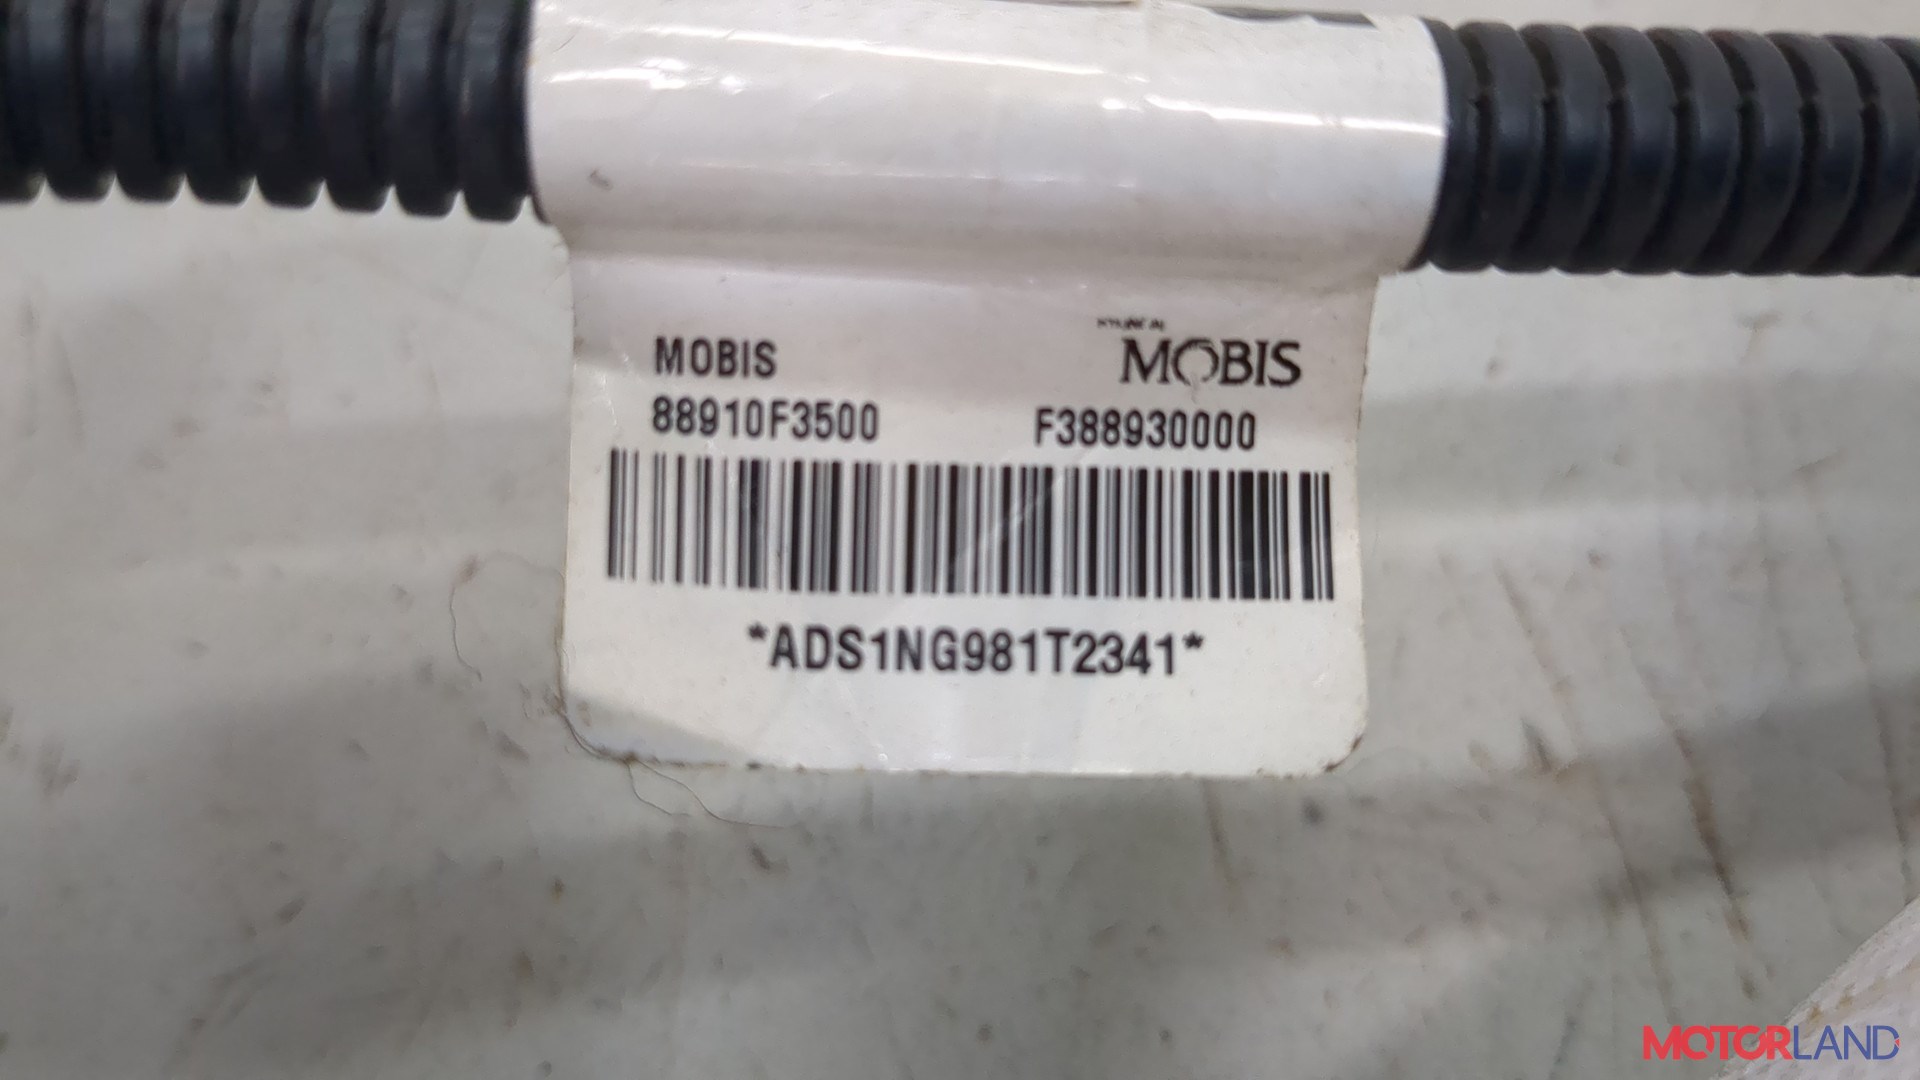 MOBIS
MOBIS
88910F3500 F388930000
*ADS1NG981T2341*
MOTORLAND